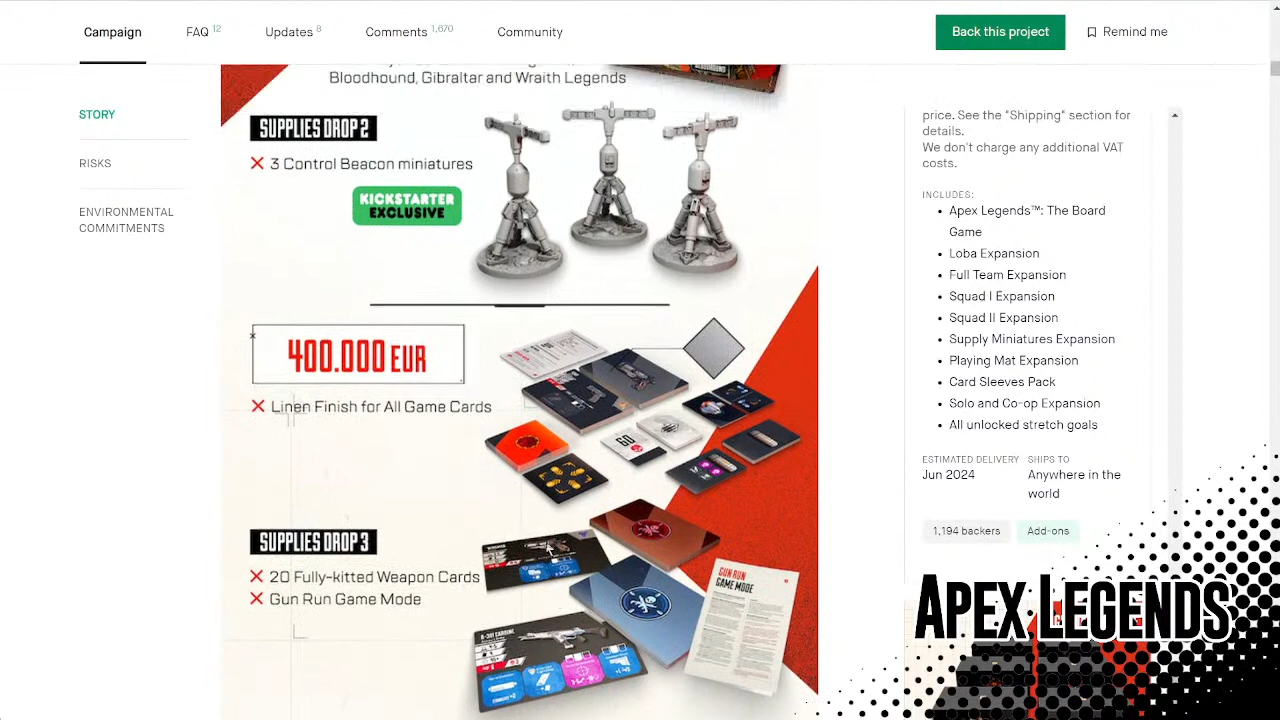 Campaign
FAQ 12
Updates 8
Comments 1,670
Community
Back this project
Remind me
STORY
RISKS
ENVIRONMENTAL
COMMITMENTS
Bloodhound, Gibraltar and Wraith Legends
SUPPLIES DROP 2
3 Control Beacon miniatures
KICKSTARTER
EXCLUSIVE
400.000 EUR
Linen Finish for All Game Cards
60
SUPPLIES DROP 3
20 Fully-kitted Weapon Cards
Gun Run Game Mode
GUN RUN
GAME MODE
R-301 CARBINE
price. See the "Shipping" section for
details.
We don't charge any additional VAT
costs.
INCLUDES:
Apex Legends™: The Board
Game
Loba Expansion
Full Team Expansion
Squad I Expansion
Squad II Expansion
Supply Miniatures Expansion
Playing Mat Expansion
Card Sleeves Pack
Solo and Co-op Expansion
All unlocked stretch goals
ESTIMATED DELIVERY
Jun 2024
SHIPS TO
Anywhere in the
world
1,194 backers
Add-ons
APEX LEGENDS